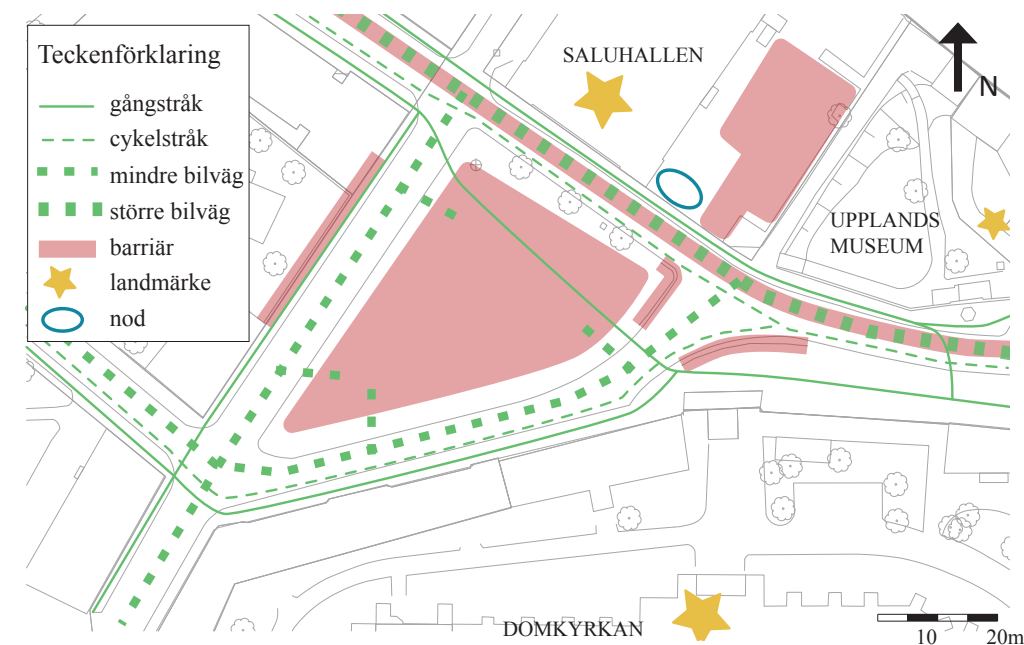 Teckenförklaring
gångstråk
cykelstråk
mindre bilväg
större bilväg
barriär
landmärke
nod
SALUHALLEN
N
UPPLANDS
MUSEUM
DOMKYRKAN
10 20m